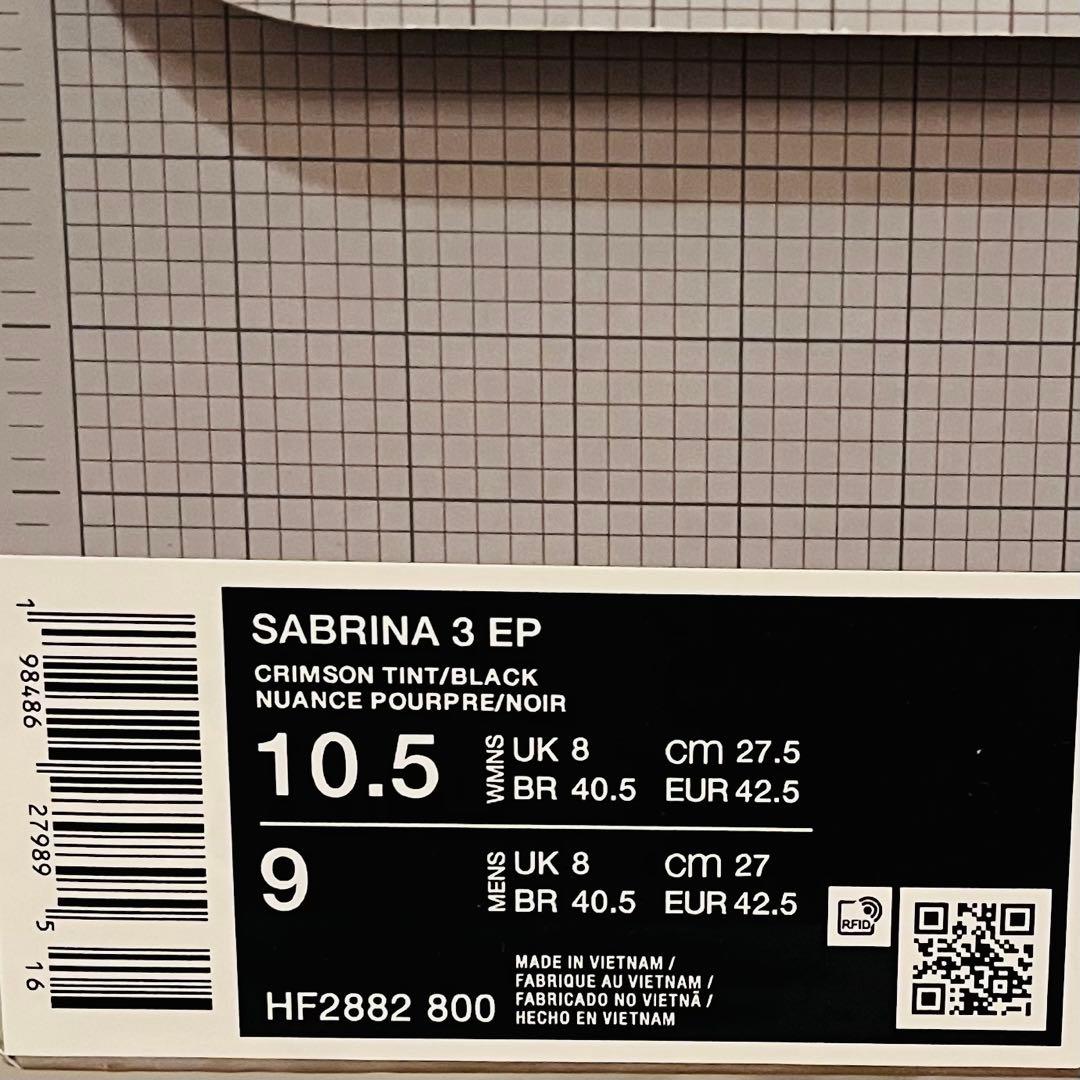 SABRINA 3 EP
CRIMSON TINT/BLACK
NUANCE POURPRE/NOIR
10.5 WMNS UK 8 cm 27.5
BR 40.5 EUR 42.5
9 MENS UK 8 cm 27
BR 40.5 EUR 42.5
RFID
HF2882 800
MADE IN VIETNAM /
FABRIQUE AU VIETNAM /
FABRICADO NO VIETNÃ /
HECHO EN VIETNAM
1 98486 27989 5 16